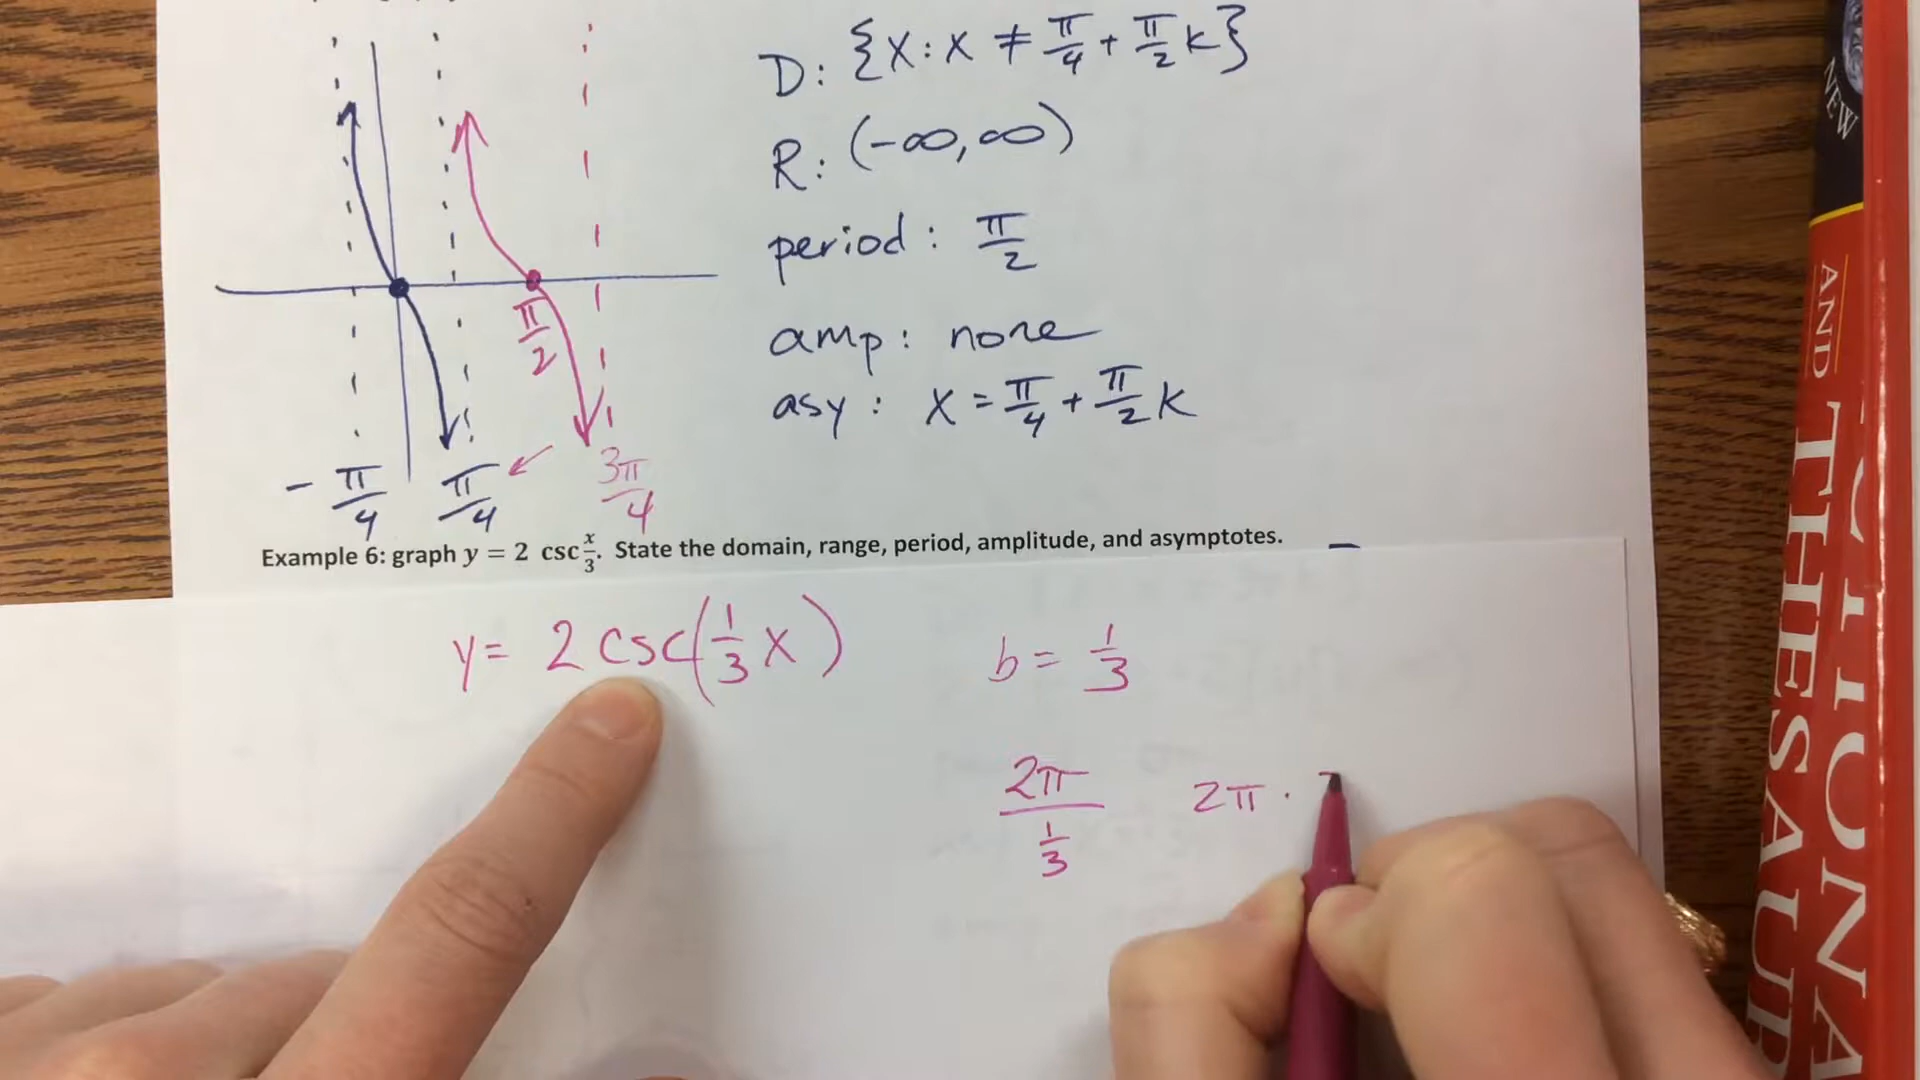 D: {x: x ≠ π/4 + π/2 k}
R: (-∞, ∞)
period: π/2
amp: none
asy: x = π/4 + π/2 k
π/2
-π/4
π/4
3π/4
Example 6: graph y = 2 csc x/3. State the domain, range, period, amplitude, and asymptotes.
y = 2 csc(1/3 x)
b = 1/3
2π/(1/3)
2π ·
NEW
AND
THESAUR